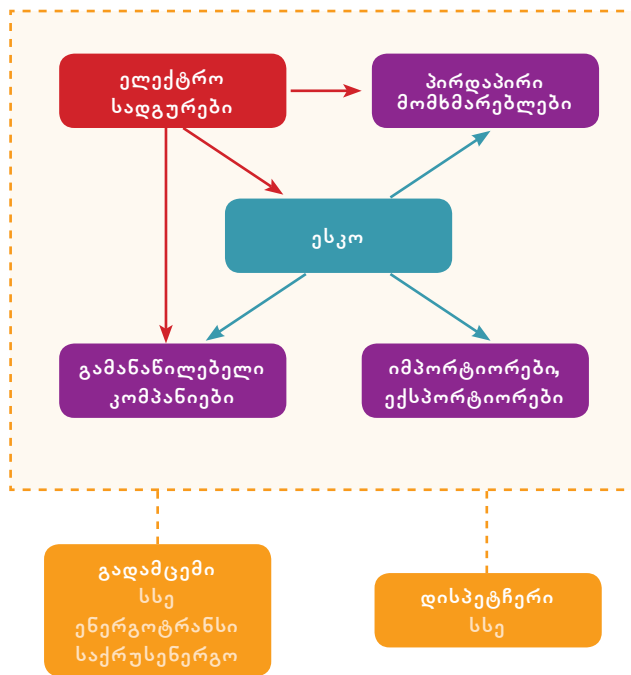 ელექტრო
სადგურები
პირდაპირი
მომხმარებლები
ესკო
გამანაწილებელი
კომპანიები
იმპორტიორები,
ექსპორტიორები
გადამცემი
სსე
ენერგოტრანსი
საქრუსენერგო
დისპეტჩერი
სსე